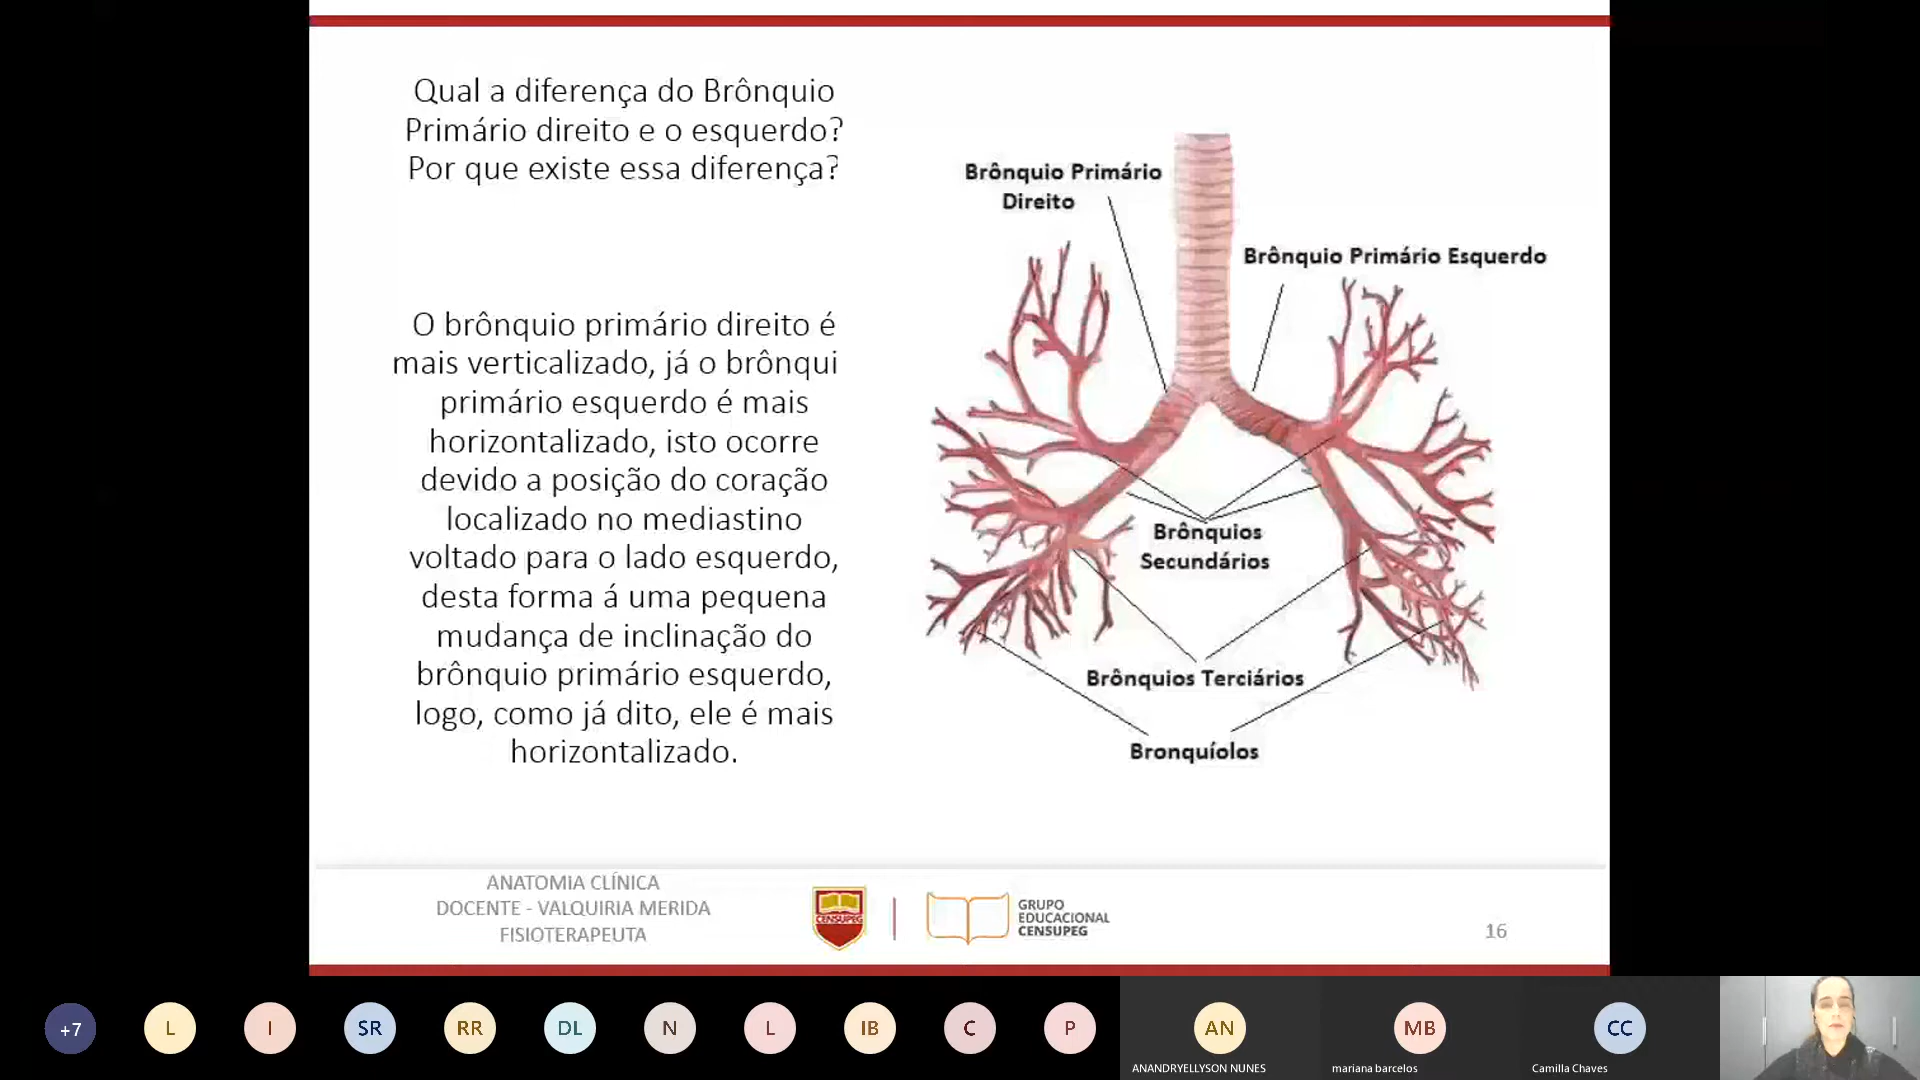 Qual a diferença do Brônquio
Primário direito e o esquerdo?
Por que existe essa diferença?
O brônquio primário direito é
mais verticalizado, já o brônqui
primário esquerdo é mais
horizontalizado, isto ocorre
devido a posição do coração
localizado no mediastino
voltado para o lado esquerdo,
desta forma á uma pequena
mudança de inclinação do
brônquio primário esquerdo,
logo, como já dito, ele é mais
horizontalizado.
Brônquio Primário
Direito
Brônquio Primário Esquerdo
Brônquios
Secundários
Brônquios Terciários
Bronquíolos
ANATOMIA CLÍNICA
DOCENTE - VALQUIRIA MERIDA
FISIOTERAPEUTA
CENSUPEG
GRUPO
EDUCACIONAL
CENSUPEG
16
+7
L
I
SR
RR
DL
N
L
IB
C
P
AN
MB
CC
ANANDRYELLYSON NUNES
mariana barcelos
Camilla Chaves